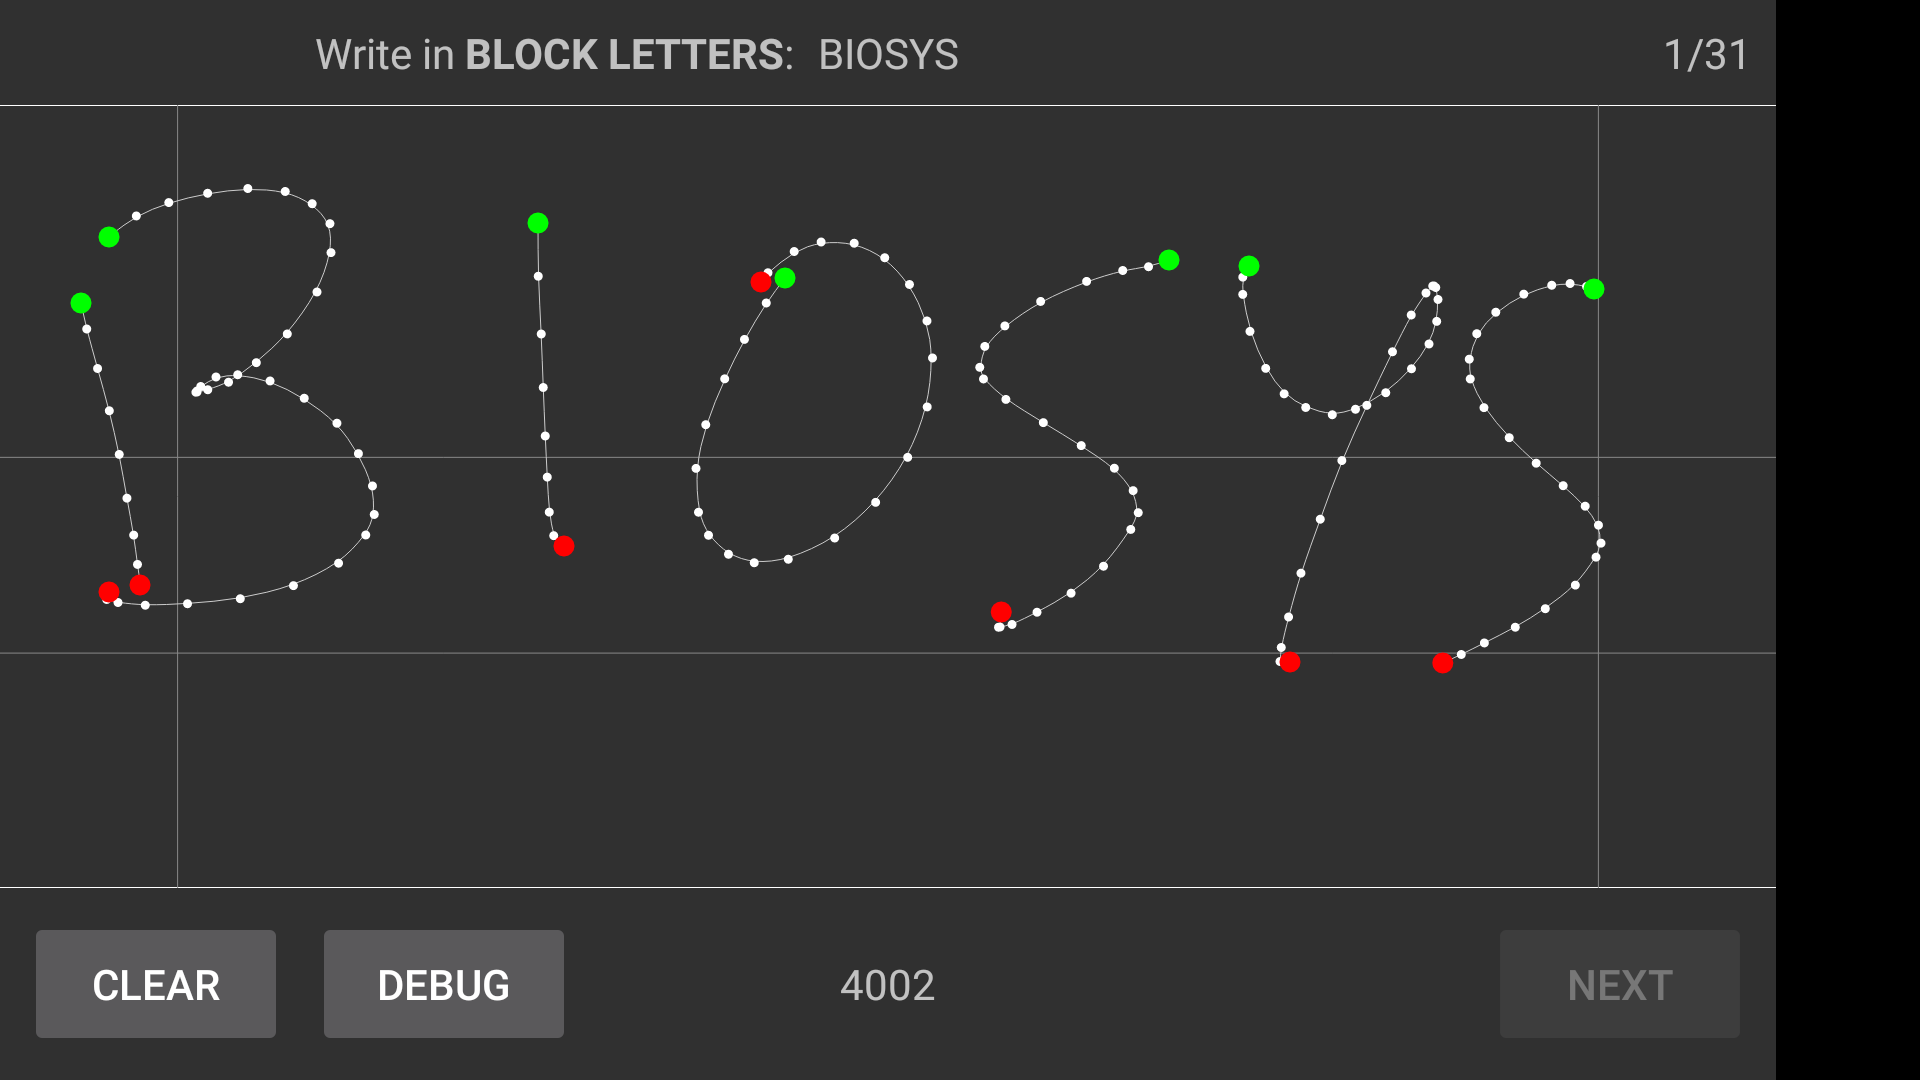 Write in BLOCK LETTERS: BIOSYS 1/31
BIOSYS
CLEAR DEBUG 4002 NEXT